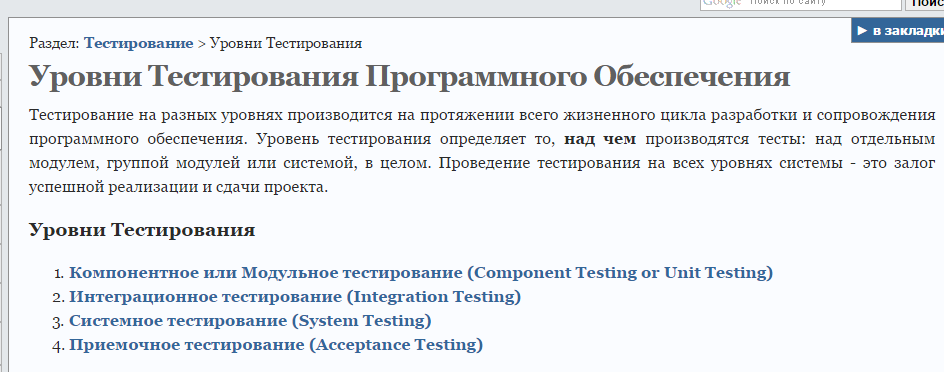 Google Поиск по сайту
Поис
► в закладки
Раздел: Тестирование > Уровни Тестирования
Уровни Тестирования Программного Обеспечения
Тестирование на разных уровнях производится на протяжении всего жизненного цикла разработки и сопровождения
программного обеспечения. Уровень тестирования определяет то, над чем производятся тесты: над отдельным
модулем, группой модулей или системой, в целом. Проведение тестирования на всех уровнях системы - это залог
успешной реализации и сдачи проекта.
Уровни Тестирования
1. Компонентное или Модульное тестирование (Component Testing or Unit Testing)
2. Интеграционное тестирование (Integration Testing)
3. Системное тестирование (System Testing)
4. Приемочное тестирование (Acceptance Testing)